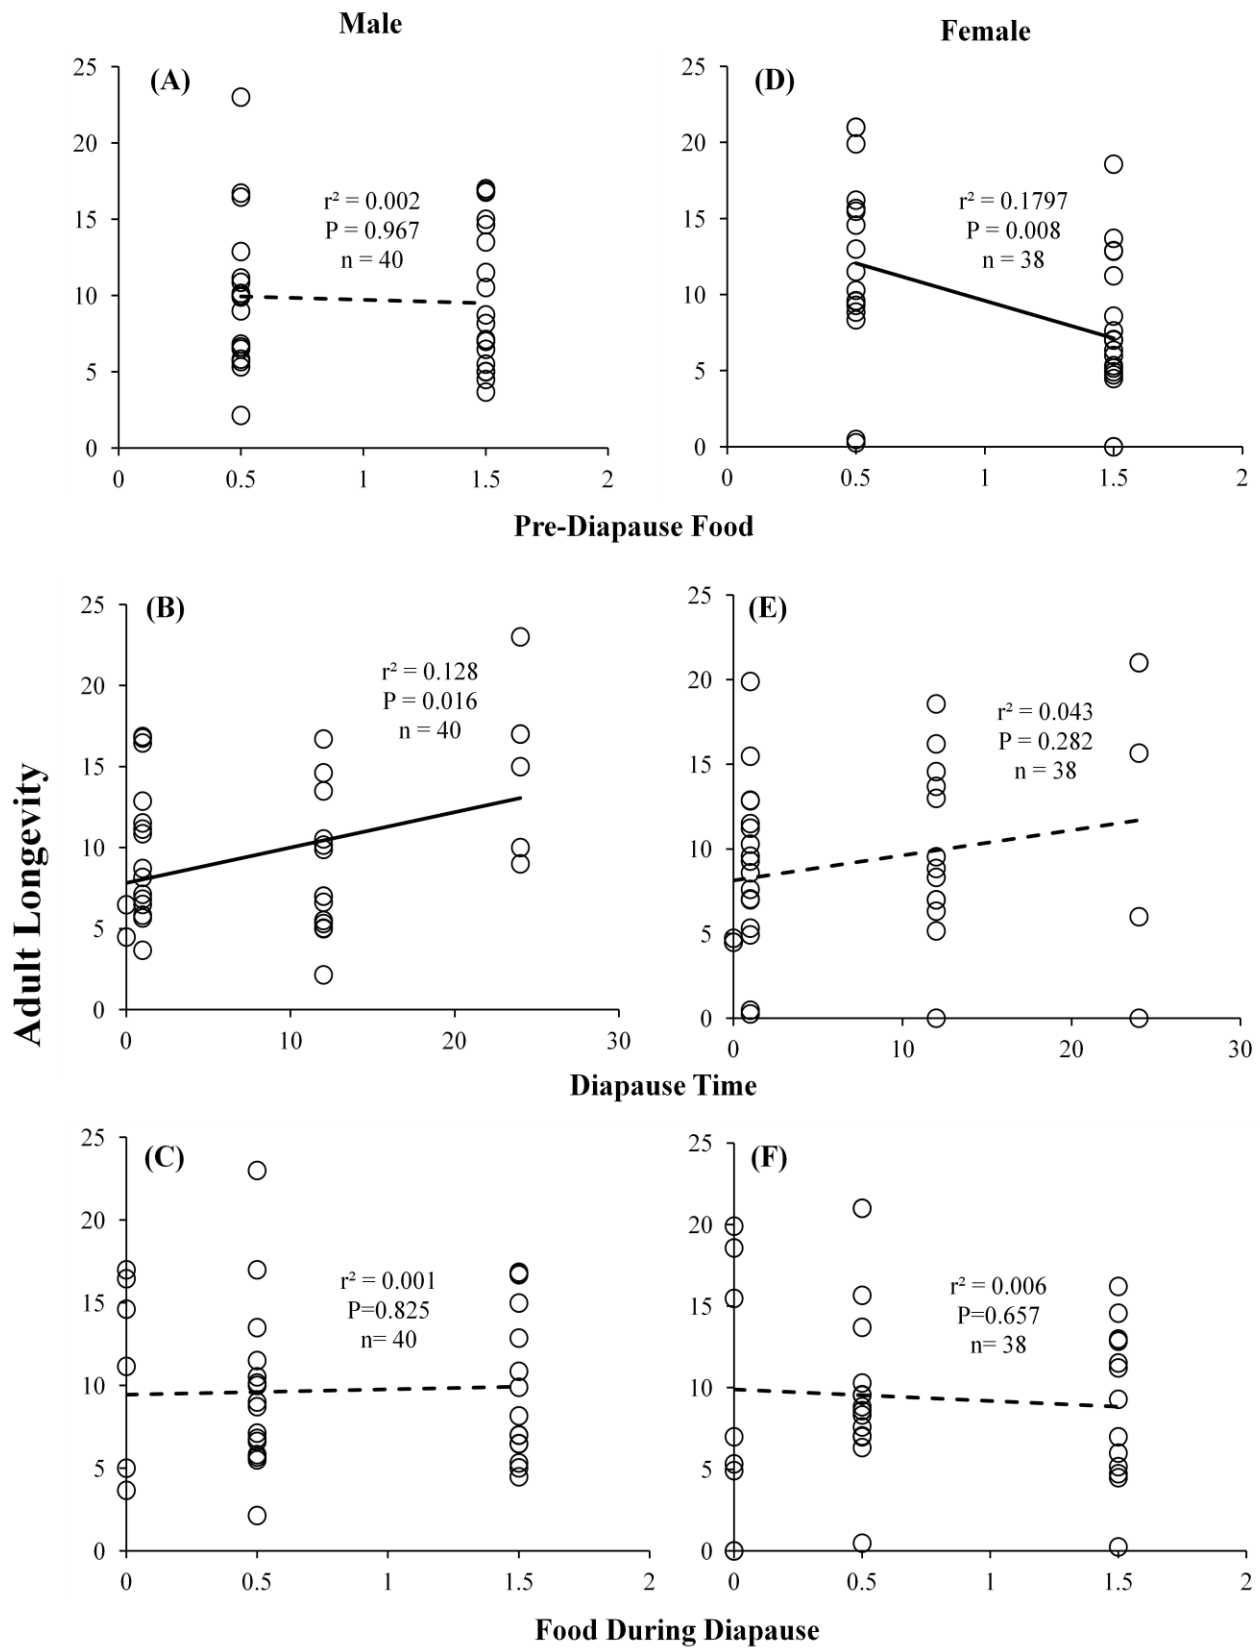 Male
Female
(A)
25
20
15
10
5
0
r² = 0.002
P = 0.967
n = 40
0 0.5 1 1.5 2
(D)
25
20
15
10
5
0
r² = 0.1797
P = 0.008
n = 38
0 0.5 1 1.5 2
Pre-Diapause Food
Adult Longevity
(B)
25
20
15
10
5
0
r² = 0.128
P = 0.016
n = 40
0 10 20 30
(E)
25
20
15
10
5
0
r² = 0.043
P = 0.282
n = 38
0 10 20 30
Diapause Time
(C)
25
20
15
10
5
0
r² = 0.001
P=0.825
n= 40
0 0.5 1 1.5 2
(F)
25
20
15
10
5
0
r² = 0.006
P=0.657
n= 38
0 0.5 1 1.5 2
Food During Diapause